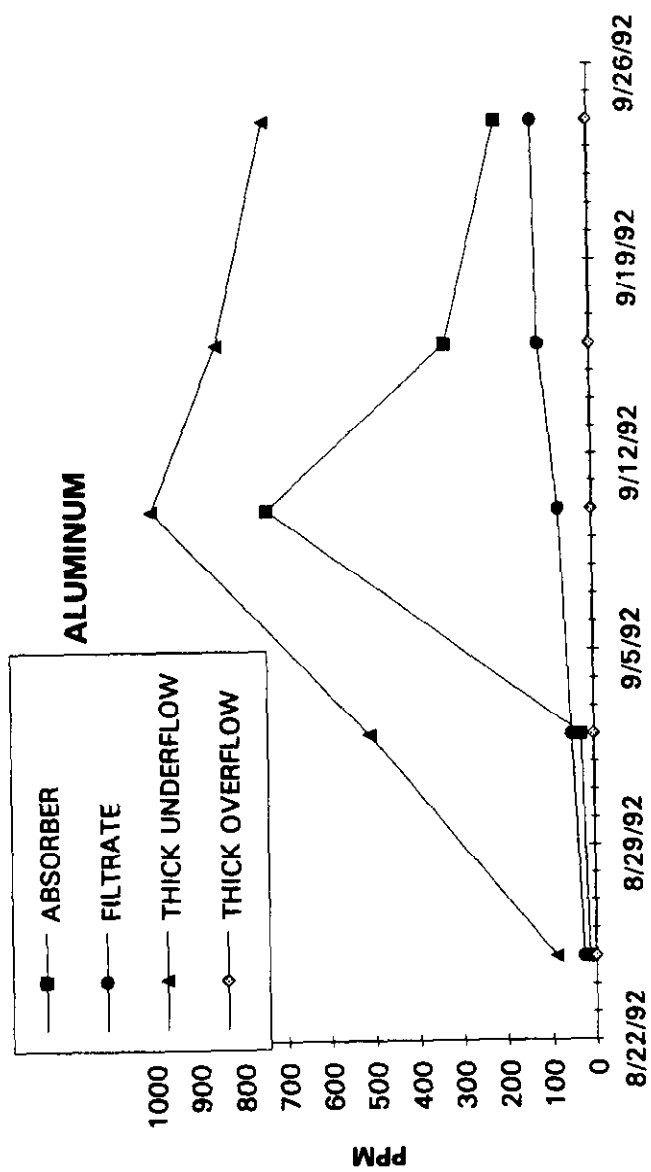 ALUMINUM
ABSORBER
FILTRATE
THICK UNDERFLOW
THICK OVERFLOW
PPM
1000
900
800
700
600
500
400
300
200
100
0
8/22/92
8/29/92
9/5/92
9/12/92
9/19/92
9/26/92